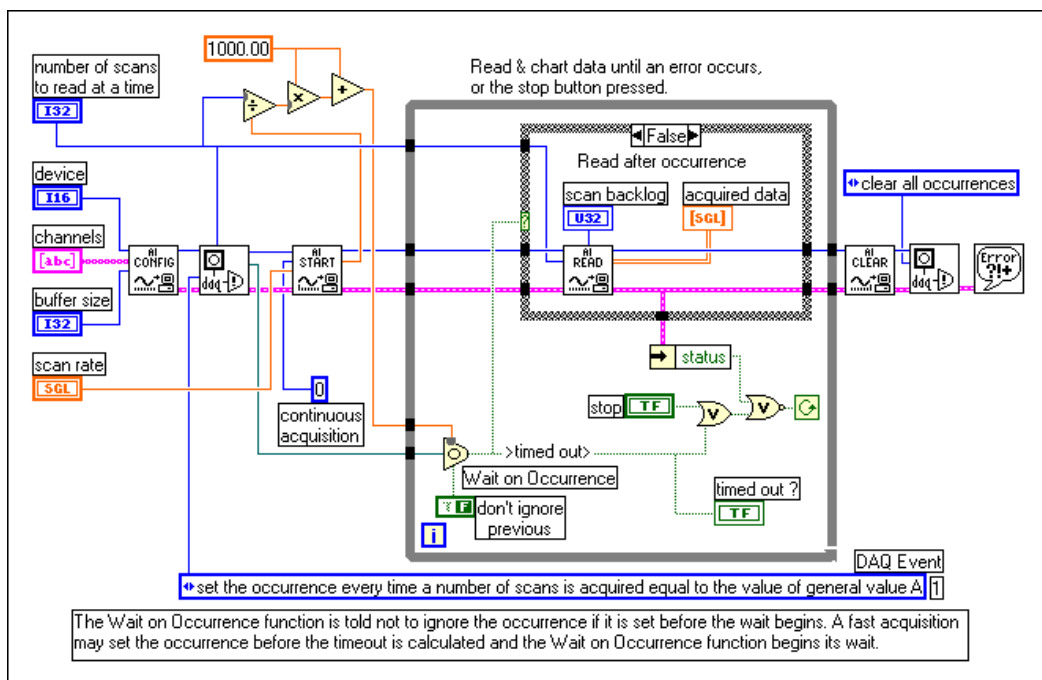 1000.00
number of scans
to read at a time
I32
÷
×
+
Read & chart data until an error occurs,
or the stop button pressed.
False
Read after occurrence
device
I16
scan backlog
U32
acquired data
[SGL]
clear all occurrences
channels
[abc]
AI
CONFIG
daq
AI
START
?
AI
READ
AI
CLEAR
daq
Error
?!+
buffer size
I32
scan rate
SGL
status
0
continuous
acquisition
stop
TF
V
V
>timed out>
Wait on Occurrence
F
don't ignore
previous
timed out ?
TF
i
DAQ Event
set the occurrence every time a number of scans is acquired equal to the value of general value A
1
The Wait on Occurrence function is told not to ignore the occurrence if it is set before the wait begins. A fast acquisition
may set the occurrence before the timeout is calculated and the Wait on Occurrence function begins its wait.